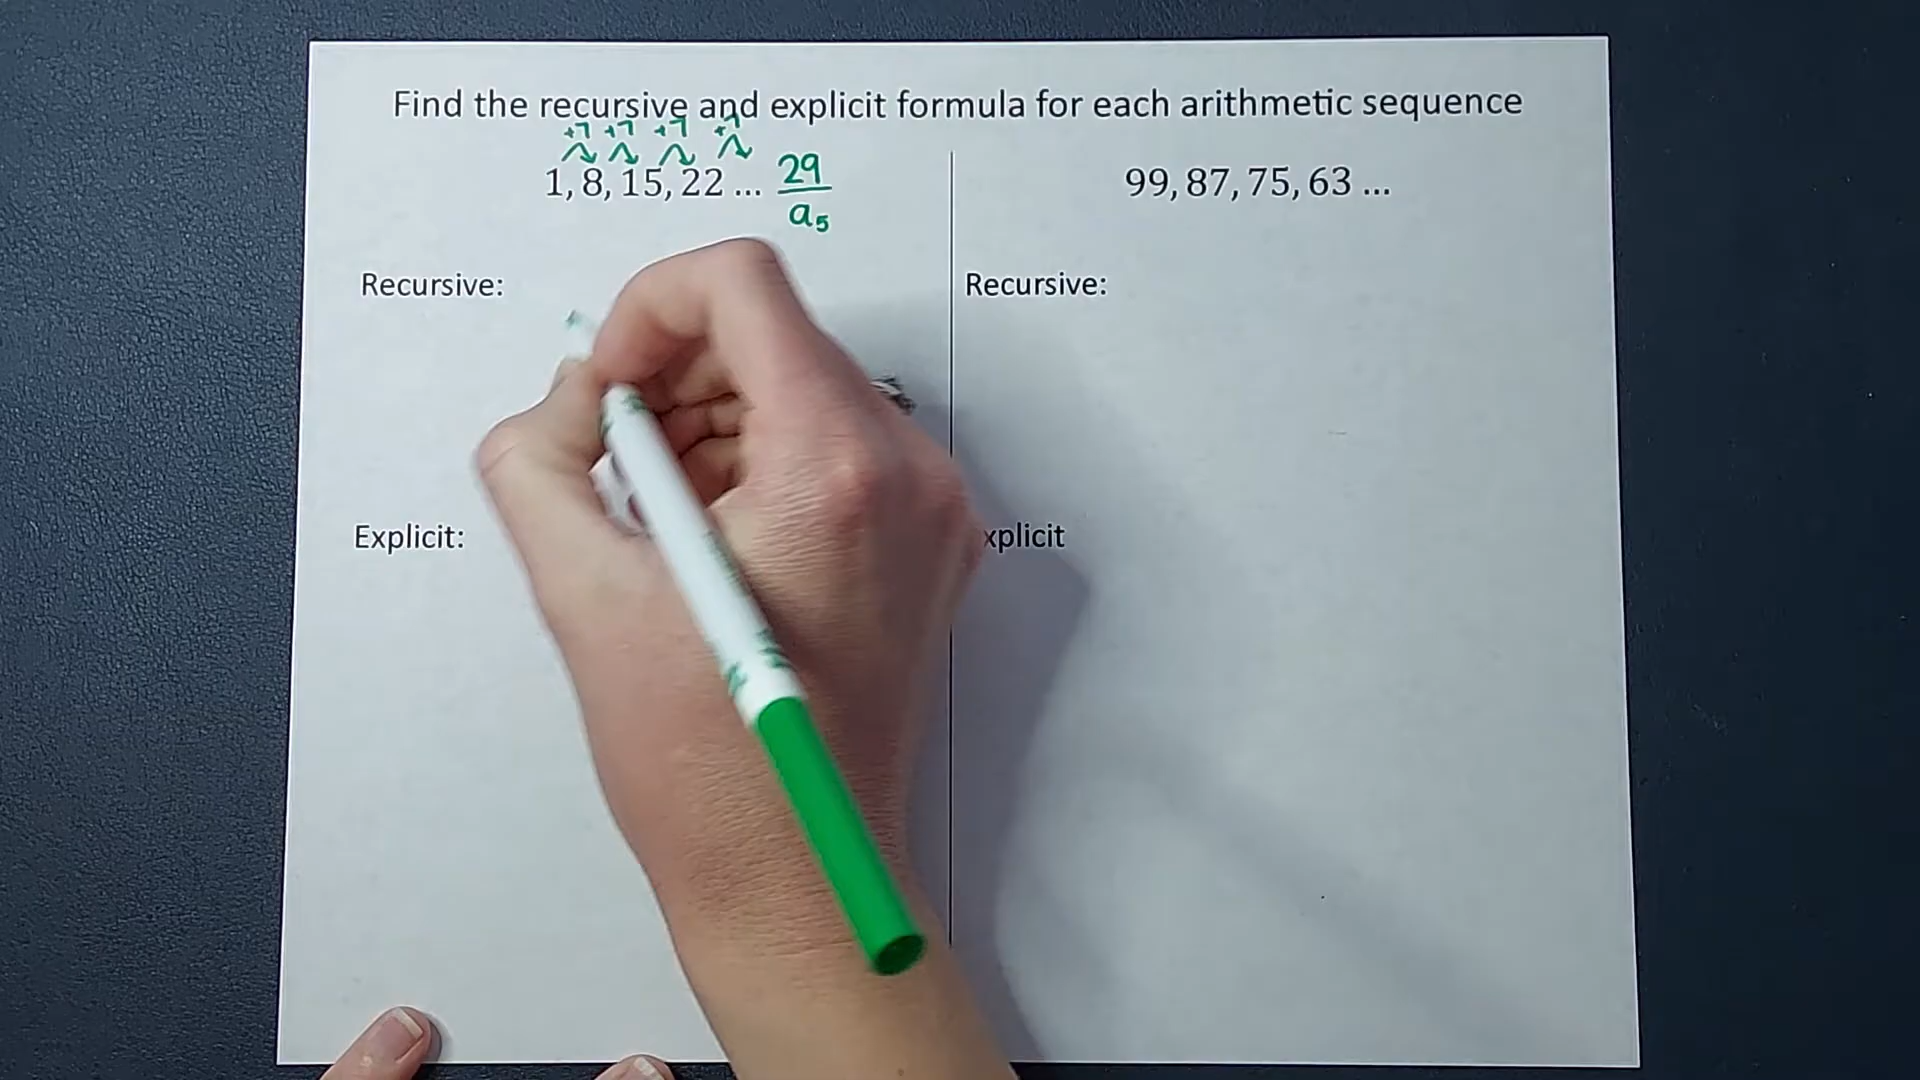 Find the recursive and explicit formula for each arithmetic sequence
+7 +7 +7 +7
1, 8, 15, 22 ... 29
a5
99, 87, 75, 63 ...
Recursive:
Recursive:
Explicit:
xplicit